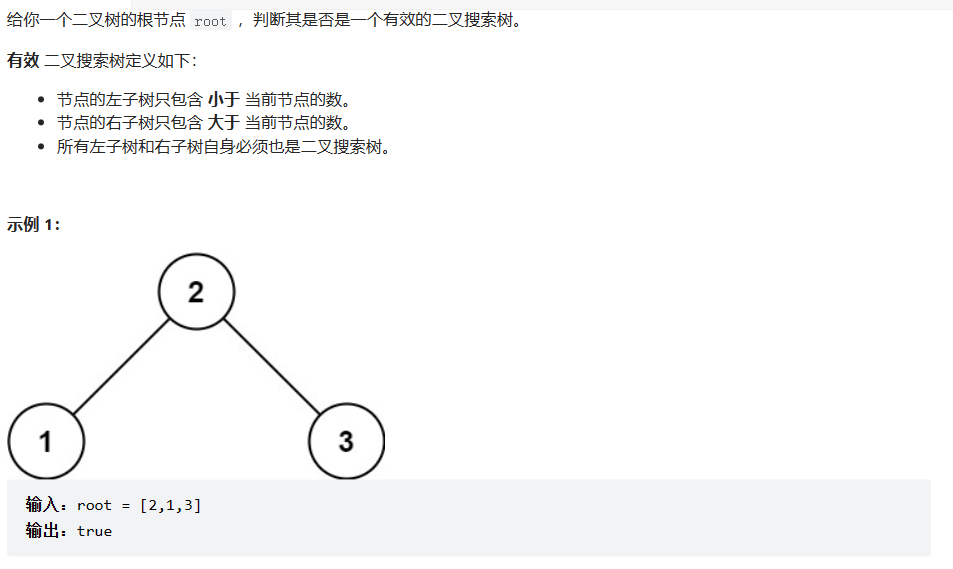 给你一个二叉树的根节点 root ，判断其是否是一个有效的二叉搜索树。
有效 二叉搜索树定义如下：
• 节点的左子树只包含 小于 当前节点的数。
• 节点的右子树只包含 大于 当前节点的数。
• 所有左子树和右子树自身必须也是二叉搜索树。
示例 1：
2
1 3
输入：root = [2,1,3]
输出：true